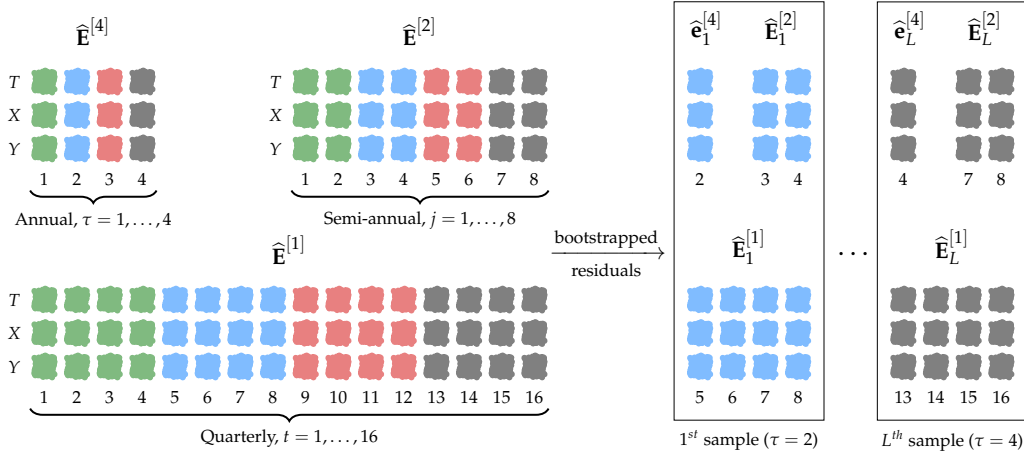 Ê^[4]
T
X
Y
1 2 3 4
Annual, τ = 1, . . . , 4
Ê^[2]
T
X
Y
1 2 3 4 5 6 7 8
Semi-annual, j = 1, . . . , 8
Ê^[1]
T
X
Y
1 2 3 4 5 6 7 8 9 10 11 12 13 14 15 16
Quarterly, t = 1, . . . , 16
bootstrapped
residuals
ê_1^[4] Ê_1^[2]
2 3 4
Ê_1^[1]
5 6 7 8
1^st sample (τ = 2)
. . .
ê_L^[4] Ê_L^[2]
4 7 8
Ê_L^[1]
13 14 15 16
L^th sample (τ = 4)